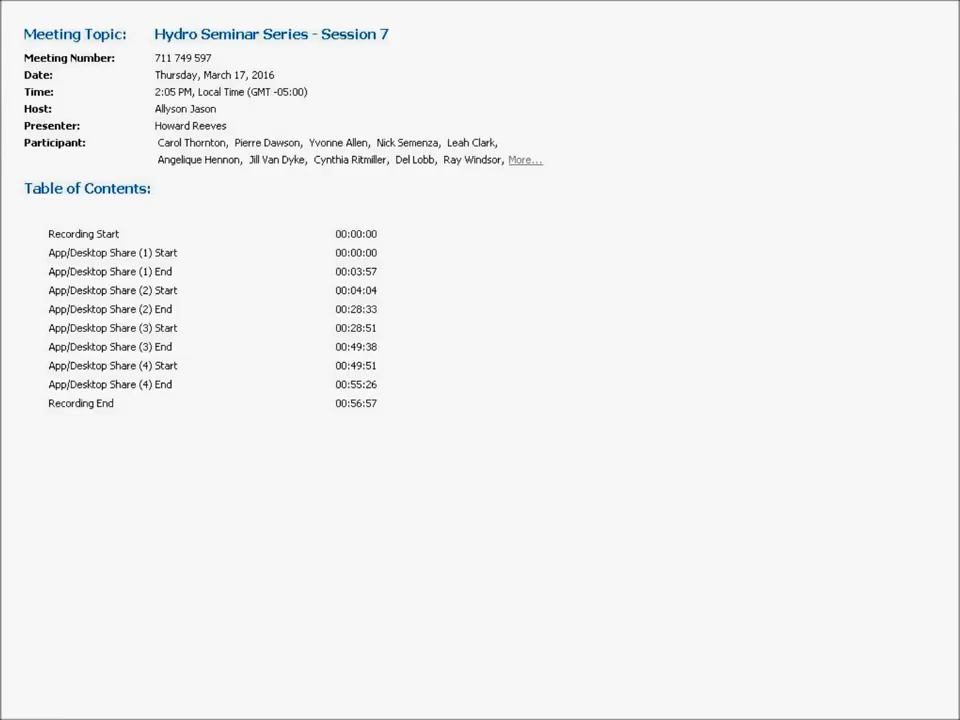 Meeting Topic: Hydro Seminar Series - Session 7
Meeting Number: 711 749 597
Date: Thursday, March 17, 2016
Time: 2:05 PM, Local Time (GMT -05:00)
Host: Allyson Jason
Presenter: Howard Reeves
Participant: Carol Thornton, Pierre Dawson, Yvonne Allen, Nick Semenza, Leah Clark,
Angelique Hennon, Jill Van Dyke, Cynthia Ritmiller, Del Lobb, Ray Windsor, More...
Table of Contents:
Recording Start 00:00:00
App/Desktop Share (1) Start 00:00:00
App/Desktop Share (1) End 00:03:57
App/Desktop Share (2) Start 00:04:04
App/Desktop Share (2) End 00:28:33
App/Desktop Share (3) Start 00:28:51
App/Desktop Share (3) End 00:49:38
App/Desktop Share (4) Start 00:49:51
App/Desktop Share (4) End 00:55:26
Recording End 00:56:57